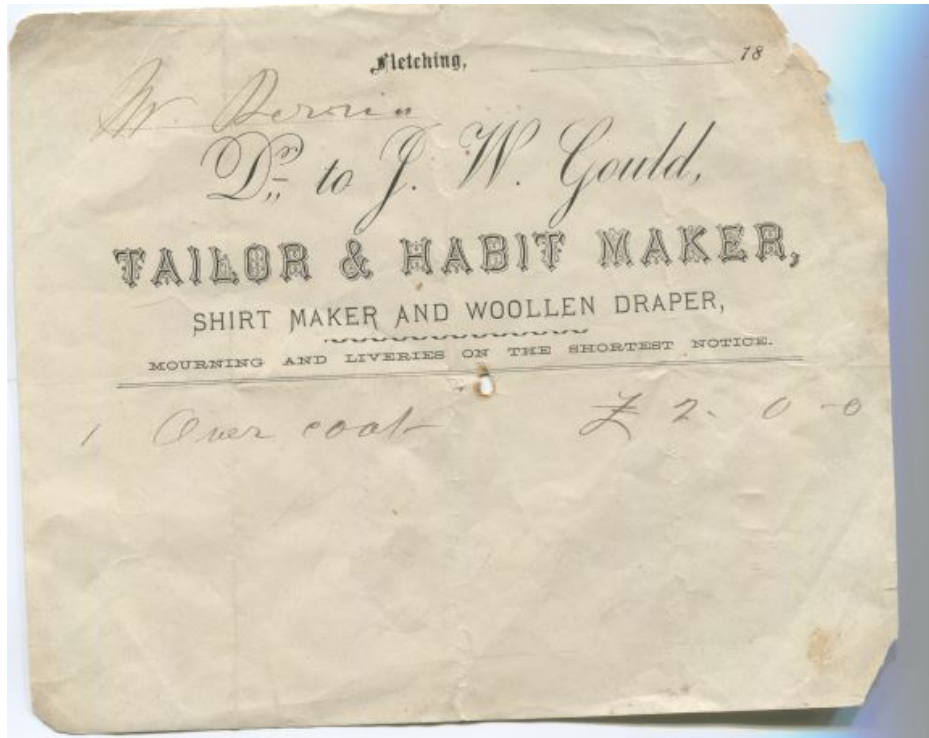 Fletching, 18
Dr. to J. W. Gould,
TAILOR & HABIT MAKER,
SHIRT MAKER AND WOOLLEN DRAPER,
MOURNING AND LIVERIES ON THE SHORTEST NOTICE.
1 Over coat £ 2 - 0 - 0